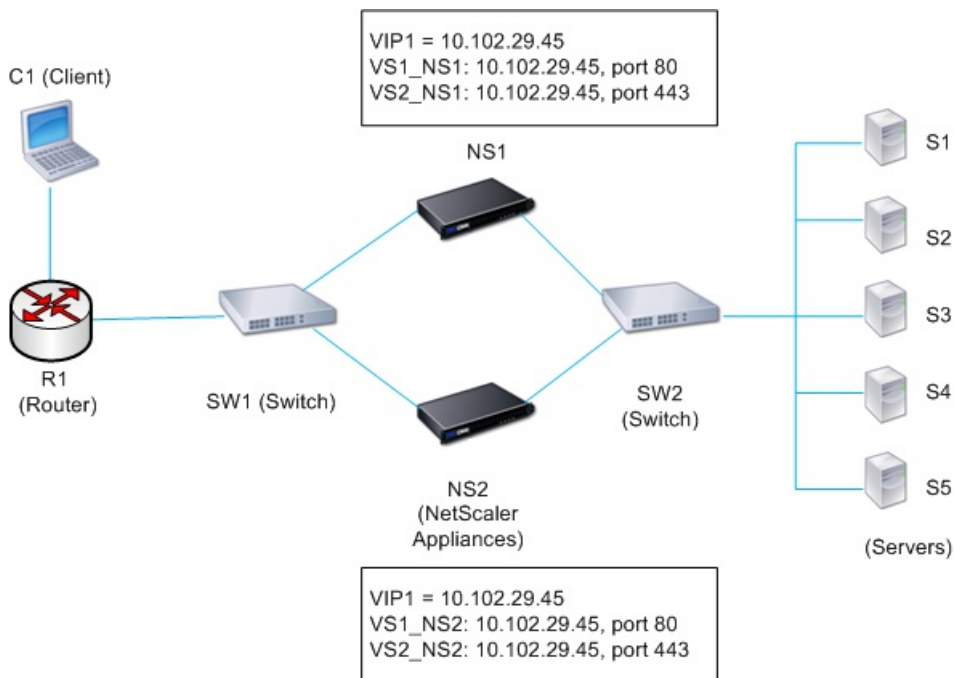 VIP1 = 10.102.29.45
VS1_NS1: 10.102.29.45, port 80
VS2_NS1: 10.102.29.45, port 443
C1 (Client)
NS1
S1
S2
S3
S4
S5
(Servers)
R1
(Router)
SW1 (Switch)
SW2
(Switch)
NS2
(NetScaler
Appliances)
VIP1 = 10.102.29.45
VS1_NS2: 10.102.29.45, port 80
VS2_NS2: 10.102.29.45, port 443